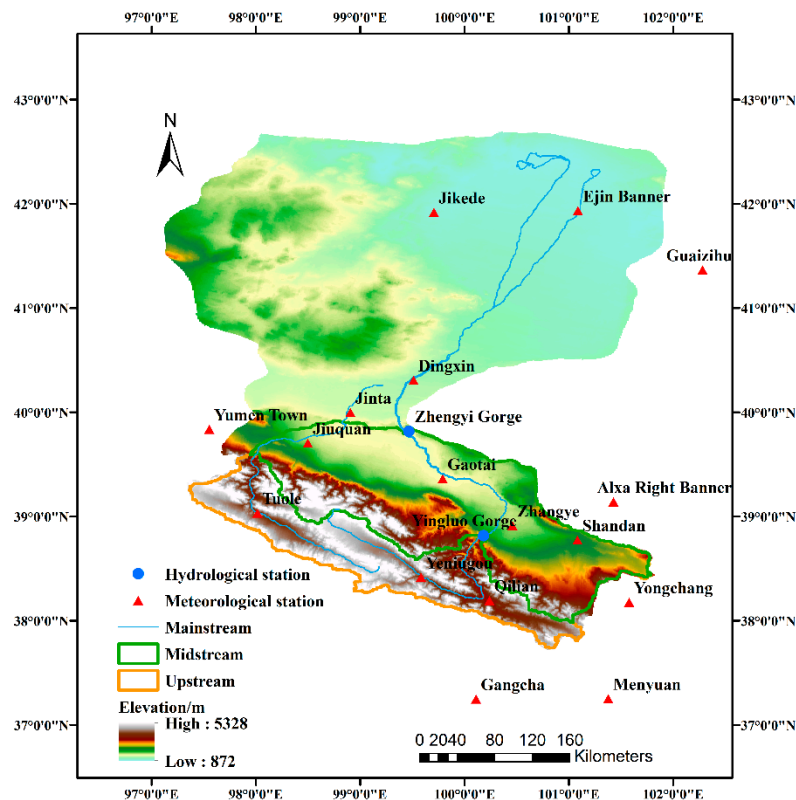 97°0'0"E 98°0'0"E 99°0'0"E 100°0'0"E 101°0'0"E 102°0'0"E
43°0'0"N 43°0'0"N
N
42°0'0"N 42°0'0"N
Jikede
Ejin Banner
Guaizihu
41°0'0"N 41°0'0"N
Dingxin
Jinta
40°0'0"N 40°0'0"N
Yumen Town
Zhengyi Gorge
Jiuquan
Gaotai
Alxa Right Banner
39°0'0"N 39°0'0"N
Tuole
Zhangye
Yingluo Gorge
Shandan
Yeniugou
Qilian
Yongchang
Hydrological station
Meteorological station
38°0'0"N 38°0'0"N
Mainstream
Midstream
Upstream
Gangcha
Menyuan
Elevation/m
High : 5328
37°0'0"N 37°0'0"N
Low : 872
0 2040 80 120 160
Kilometers
97°0'0"E 98°0'0"E 99°0'0"E 100°0'0"E 101°0'0"E 102°0'0"E